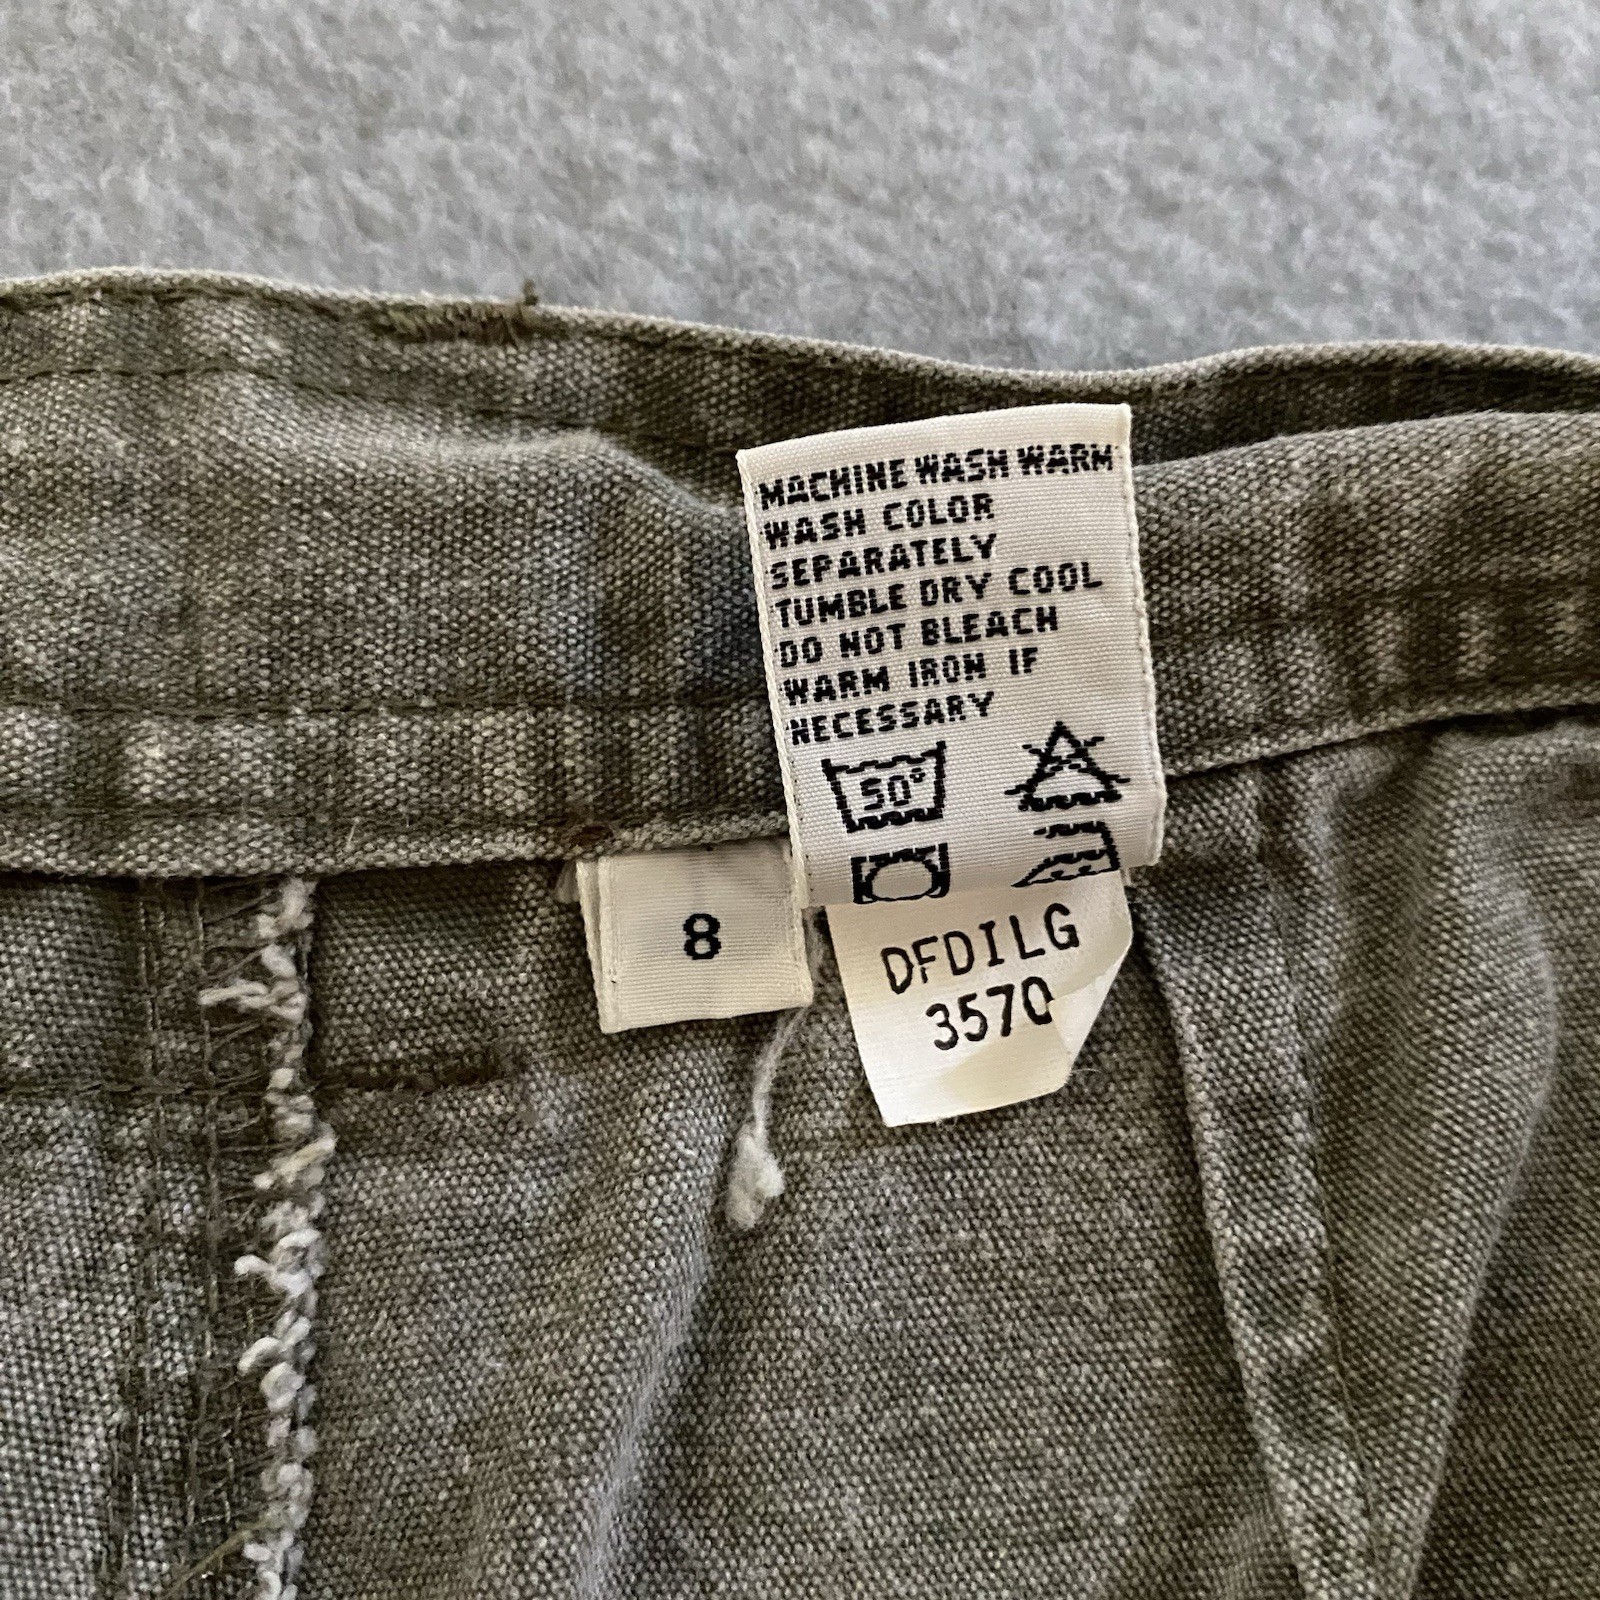 MACHINE WASH WARM
WASH COLOR
SEPARATELY
TUMBLE DRY COOL
DO NOT BLEACH
WARM IRON IF
NECESSARY
50°
8
DFDILG
3570